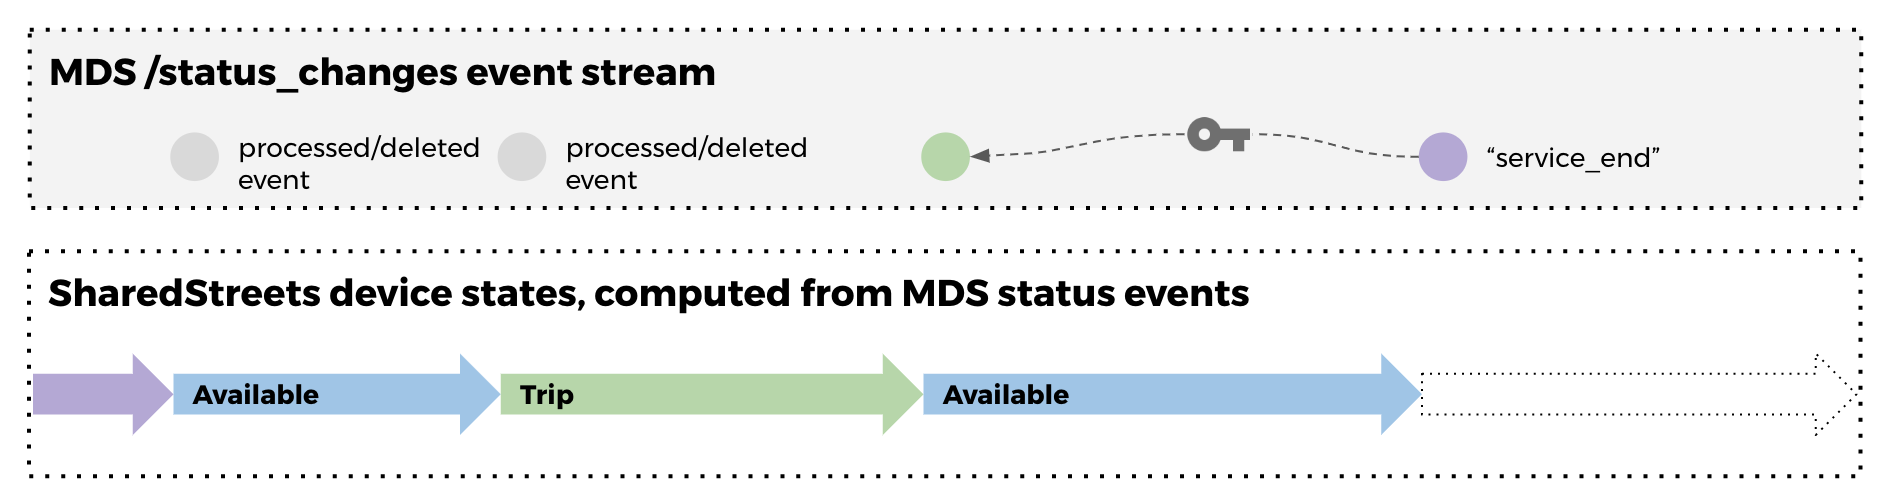 MDS /status_changes event stream
processed/deleted
event
processed/deleted
event
“service_end”
SharedStreets device states, computed from MDS status events
Available
Trip
Available